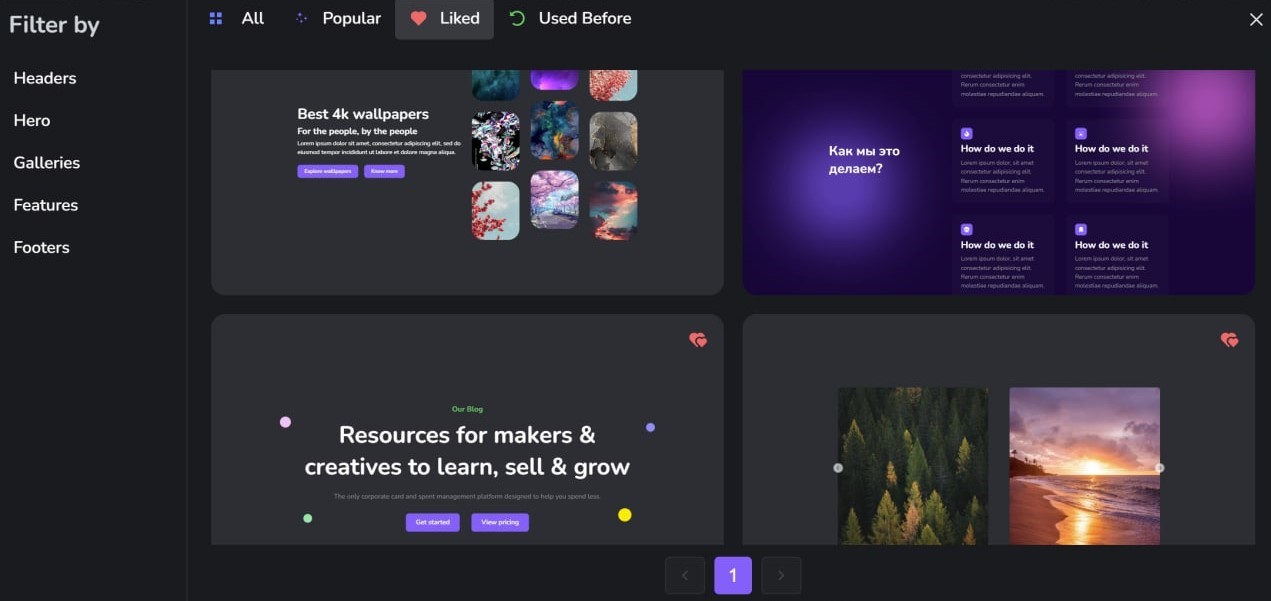 Filter by
All
Popular
Liked
Used Before
Headers
Hero
Galleries
Features
Footers
Best 4k wallpapers
For the people, by the people
Lorem ipsum dolor sit amet, consectetur adipiscing elit, sed do
eiusmod tempor incididunt ut labore et dolore magna aliqua.
Explore wallpapers
Know more
Как мы это
делаем?
consectetur adipisicing elit.
Rerum consectetur enim
molestiae repudiandae aliquam.
consectetur adipisicing elit.
Rerum consectetur enim
molestiae repudiandae aliquam.
How do we do it
Lorem ipsum dolor, sit amet
consectetur adipisicing elit.
Rerum consectetur enim
molestiae repudiandae aliquam.
How do we do it
Lorem ipsum dolor, sit amet
consectetur adipisicing elit.
Rerum consectetur enim
molestiae repudiandae aliquam.
How do we do it
Lorem ipsum dolor, sit amet
consectetur adipisicing elit.
Rerum consectetur enim
molestiae repudiandae aliquam.
How do we do it
Lorem ipsum dolor, sit amet
consectetur adipisicing elit.
Rerum consectetur enim
molestiae repudiandae aliquam.
Our Blog
Resources for makers &
creatives to learn, sell & grow
The only corporate card and spent management platform designed to help you spend less.
Get started
View pricing
1